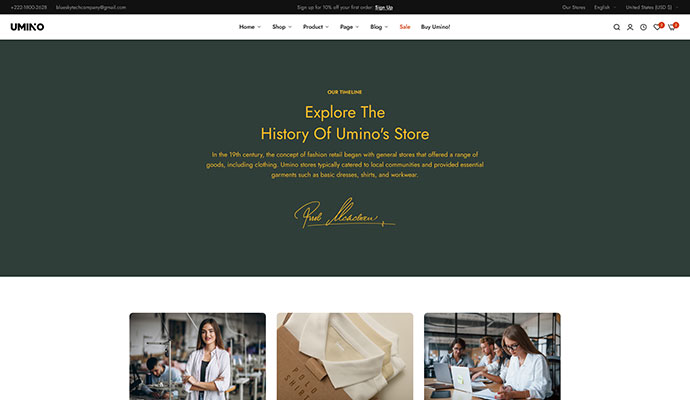 +222-1800-2628 blueskytechcompany@gmail.com Sign up for 10% off your first order: Sign Up Our Stores English United States (USD $)
UMINO Home Shop Product Page Blog Sale Buy Umino!
OUR TIMELINE
Explore The
History Of Umino's Store
In the 19th century, the concept of fashion retail began with general stores that offered a range of
goods, including clothing. Umino stores typically catered to local communities and provided essential
garments such as basic dresses, shirts, and workwear.
POLO
SHIRT